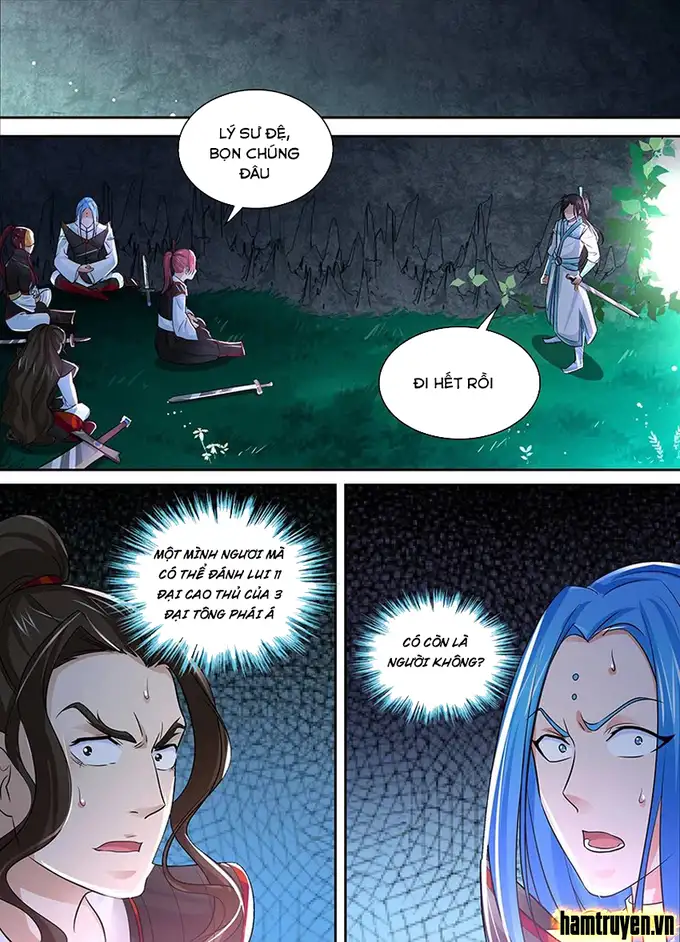 LÝ SƯ ĐỆ,
BỌN CHÚNG
ĐÂU
ĐI HẾT RỒI
MỘT MÌNH NGƯƠI MÀ
CÓ THỂ ĐÁNH LUI 11
ĐẠI CAO THỦ CỦA 3
ĐẠI TÔNG PHÁI Á
CÓ CÒN LÀ
NGƯỜI KHÔNG?
hamtruyen.vn